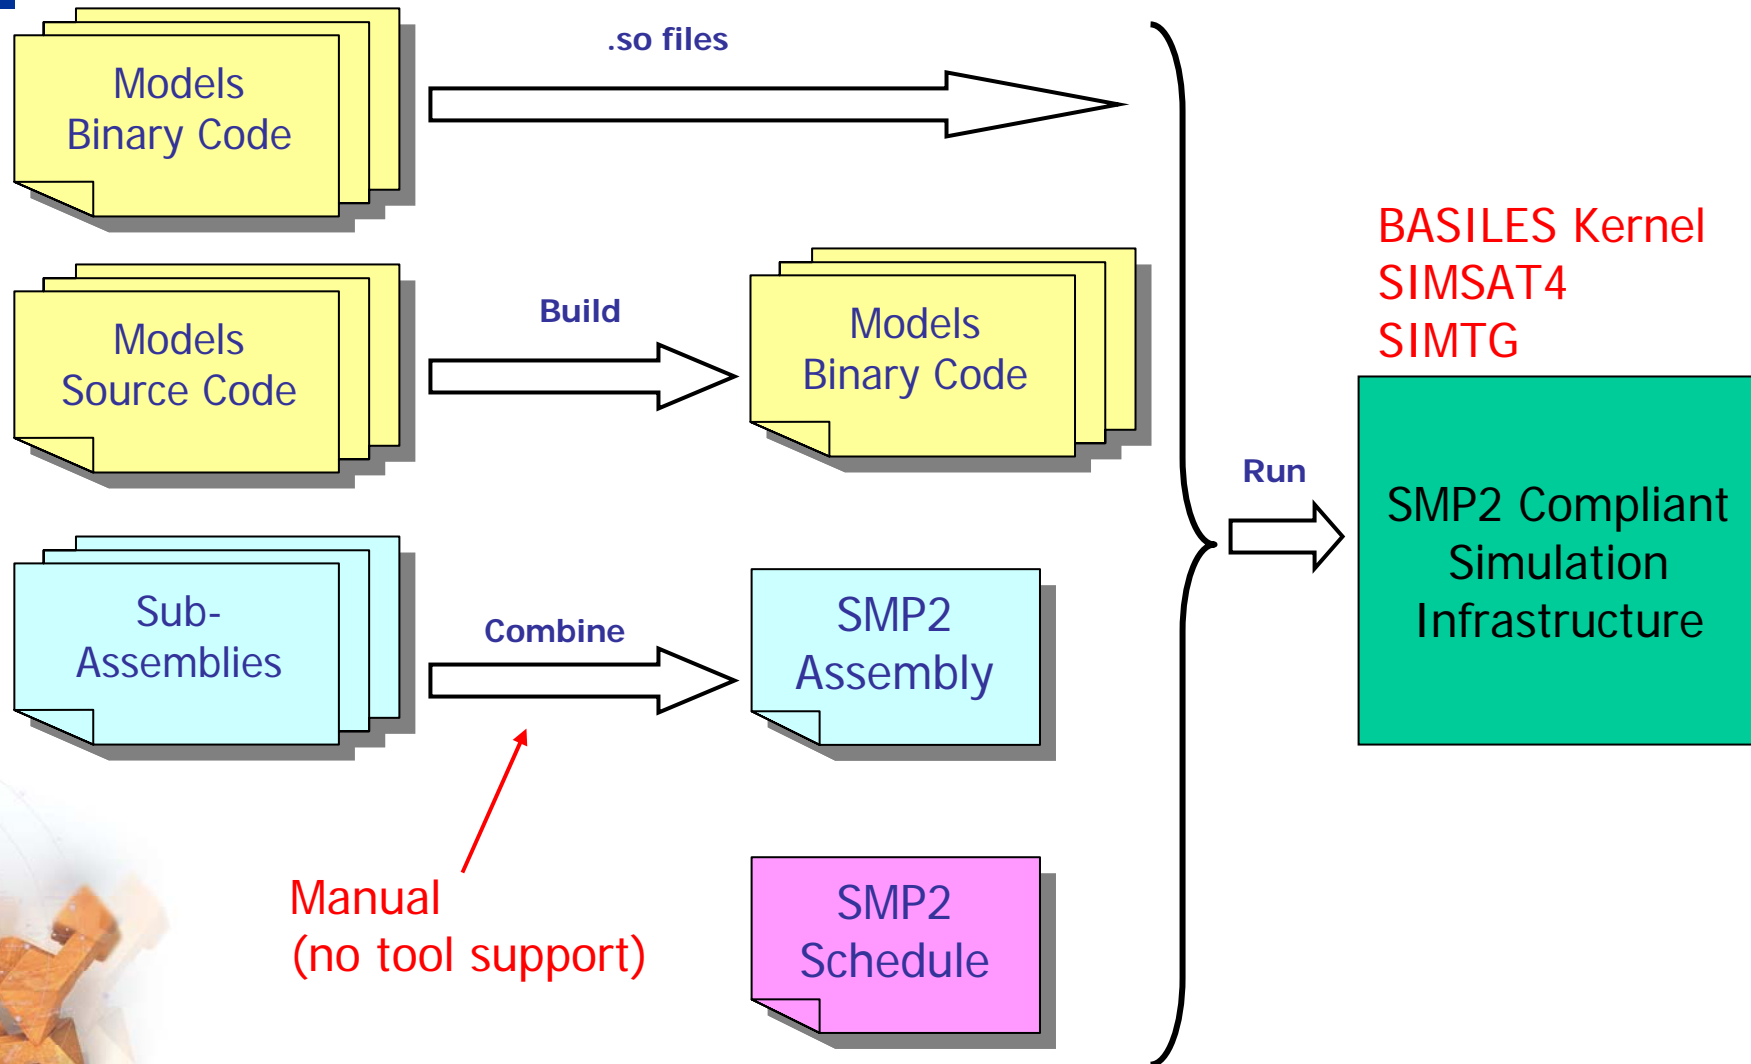 .so files
Models
Binary Code
BASILES Kernel
SIMSAT4
SIMTG
Models
Source Code
Build
Models
Binary Code
Run
SMP2 Compliant
Simulation
Infrastructure
Sub-
Assemblies
Combine
SMP2
Assembly
Manual
(no tool support)
SMP2
Schedule